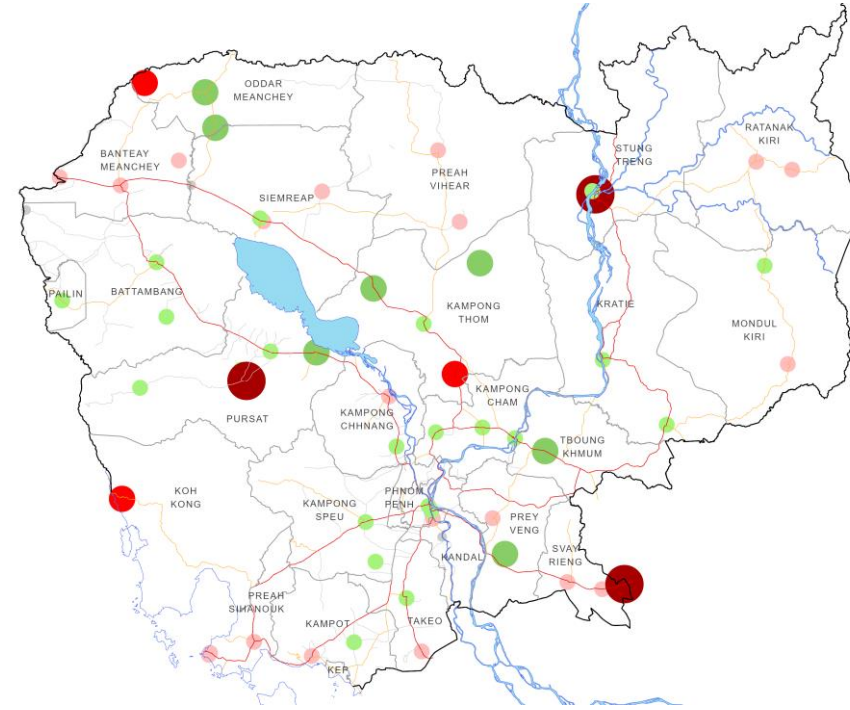 ODDAR
MEANCHEY
BANTEAY
MEANCHEY
RATANAK
KIRI
STUNG
TRENG
PREAH
VIHEAR
SIEMREAP
PAILIN
BATTAMBANG
KAMPONG
THOM
KRATIE
MONDUL
KIRI
PURSAT
KAMPONG
CHHNANG
KAMPONG
CHAM
TBOUNG
KHMUM
KOH
KONG
KAMPONG
SPEU
PHNOM
PENH
PREY
VENG
KANDAL
SVAY
RIENG
PREAH
SIHANOUK
KAMPOT
TAKEO
KEP